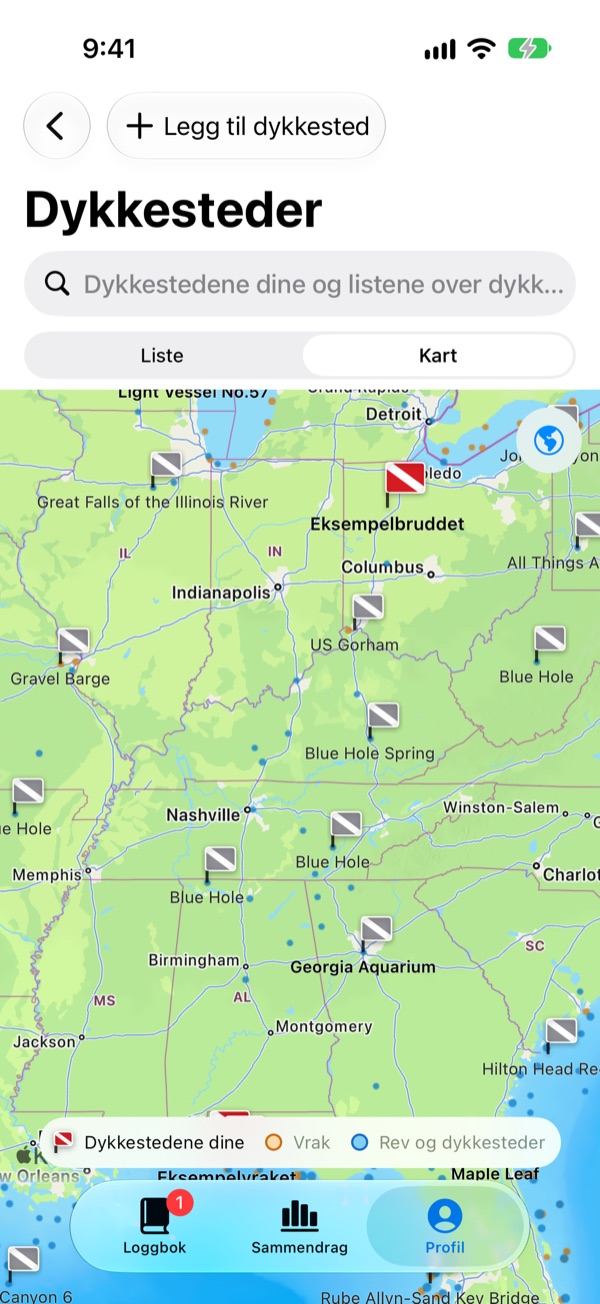 9:41
Legg til dykkested
Dykkesteder
Dykkestedene dine og listene over dykk...
Liste
Kart
Light Vessel No.57
Detroit
Great Falls of the Illinois River
Eksempelbruddet
IL
IN
Columbus
All Things A
Indianapolis
US Gorham
Gravel Barge
Blue Hole
Blue Hole Spring
e Hole
Nashville
Winston-Salem
Blue Hole
Memphis
Charlot
Blue Hole
SC
Birmingham
Georgia Aquarium
MS
AL
Montgomery
Jackson
Hilton Head Re
Dykkestedene dine
Vrak
Rev og dykkesteder
w Orleans
Eksempelvraket
Maple Leaf
1
Loggbok
Sammendrag
Profil
Canyon 6
Rube Allyn-Sand Key Bridge